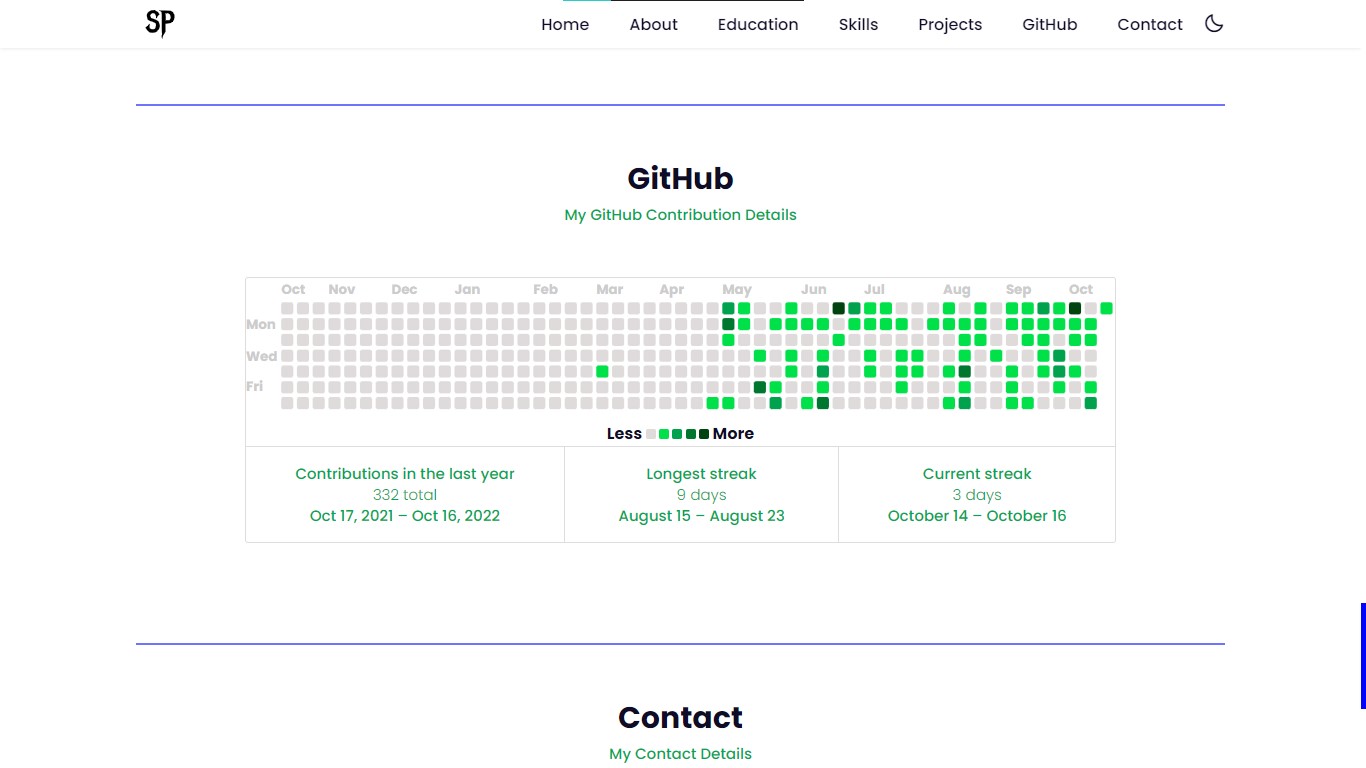 SP Home About Education Skills Projects GitHub Contact
GitHub
My GitHub Contribution Details
Oct Nov Dec Jan Feb Mar Apr May Jun Jul Aug Sep Oct
Mon
Wed
Fri
Less More
Contributions in the last year
332 total
Oct 17, 2021 – Oct 16, 2022
Longest streak
9 days
August 15 – August 23
Current streak
3 days
October 14 – October 16
Contact
My Contact Details